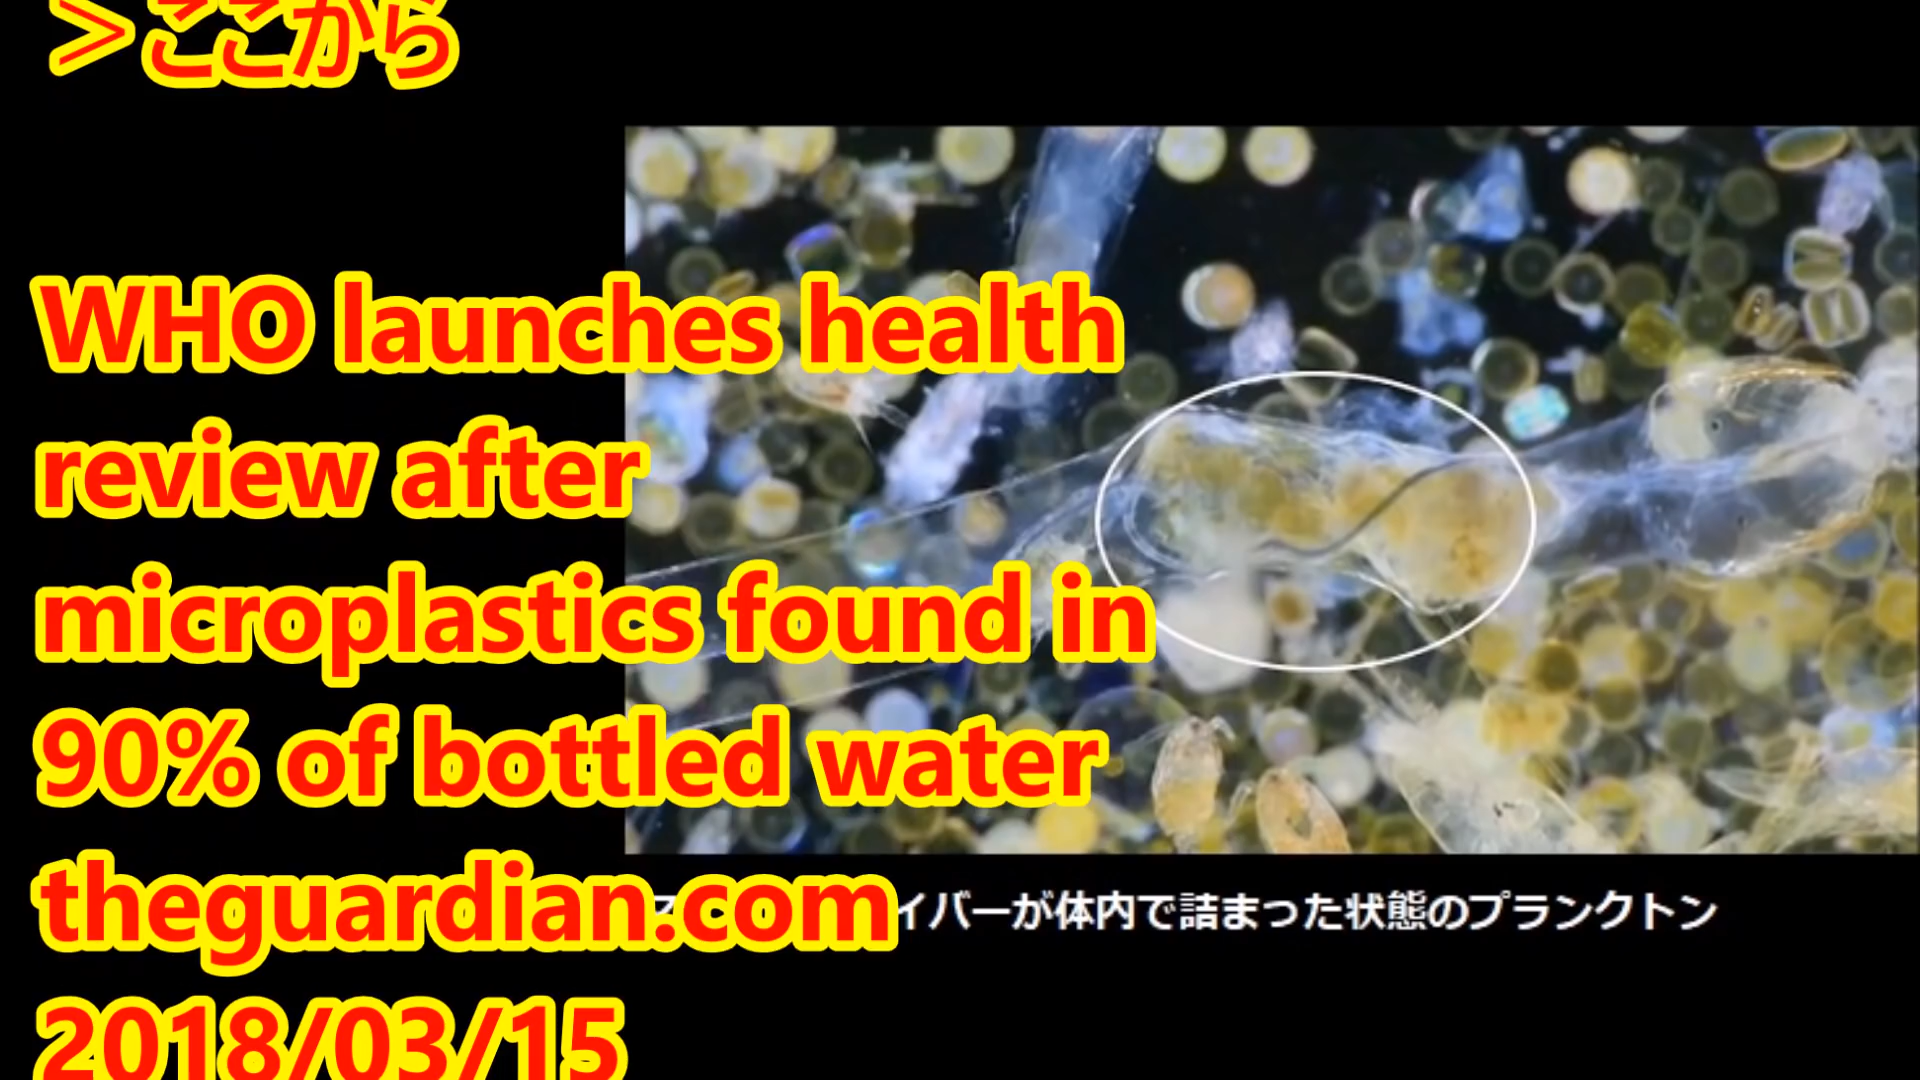 ＞ここから
WHO launches health
review after
microplastics found in
90% of bottled water
theguardian.com
2018/03/15
イバーが体内で詰まった状態のプランクトン